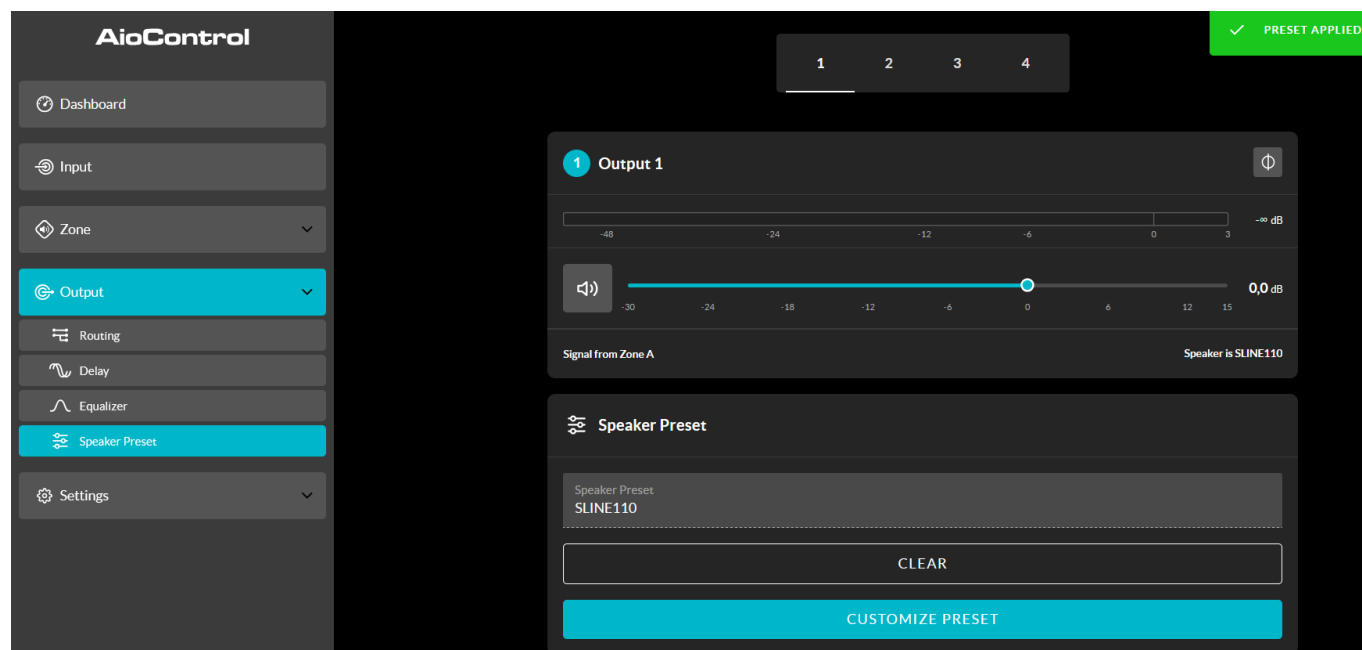 AioControl
Dashboard
Input
Zone
Output
Routing
Delay
Equalizer
Speaker Preset
Settings
PRESET APPLIED
1 2 3 4
1 Output 1
-∞ dB
-48 -24 -12 -6 0 3
0,0 dB
-30 -24 -18 -12 -6 0 6 12 15
Signal from Zone A Speaker is SLINE110
Speaker Preset
Speaker Preset
SLINE110
CLEAR
CUSTOMIZE PRESET